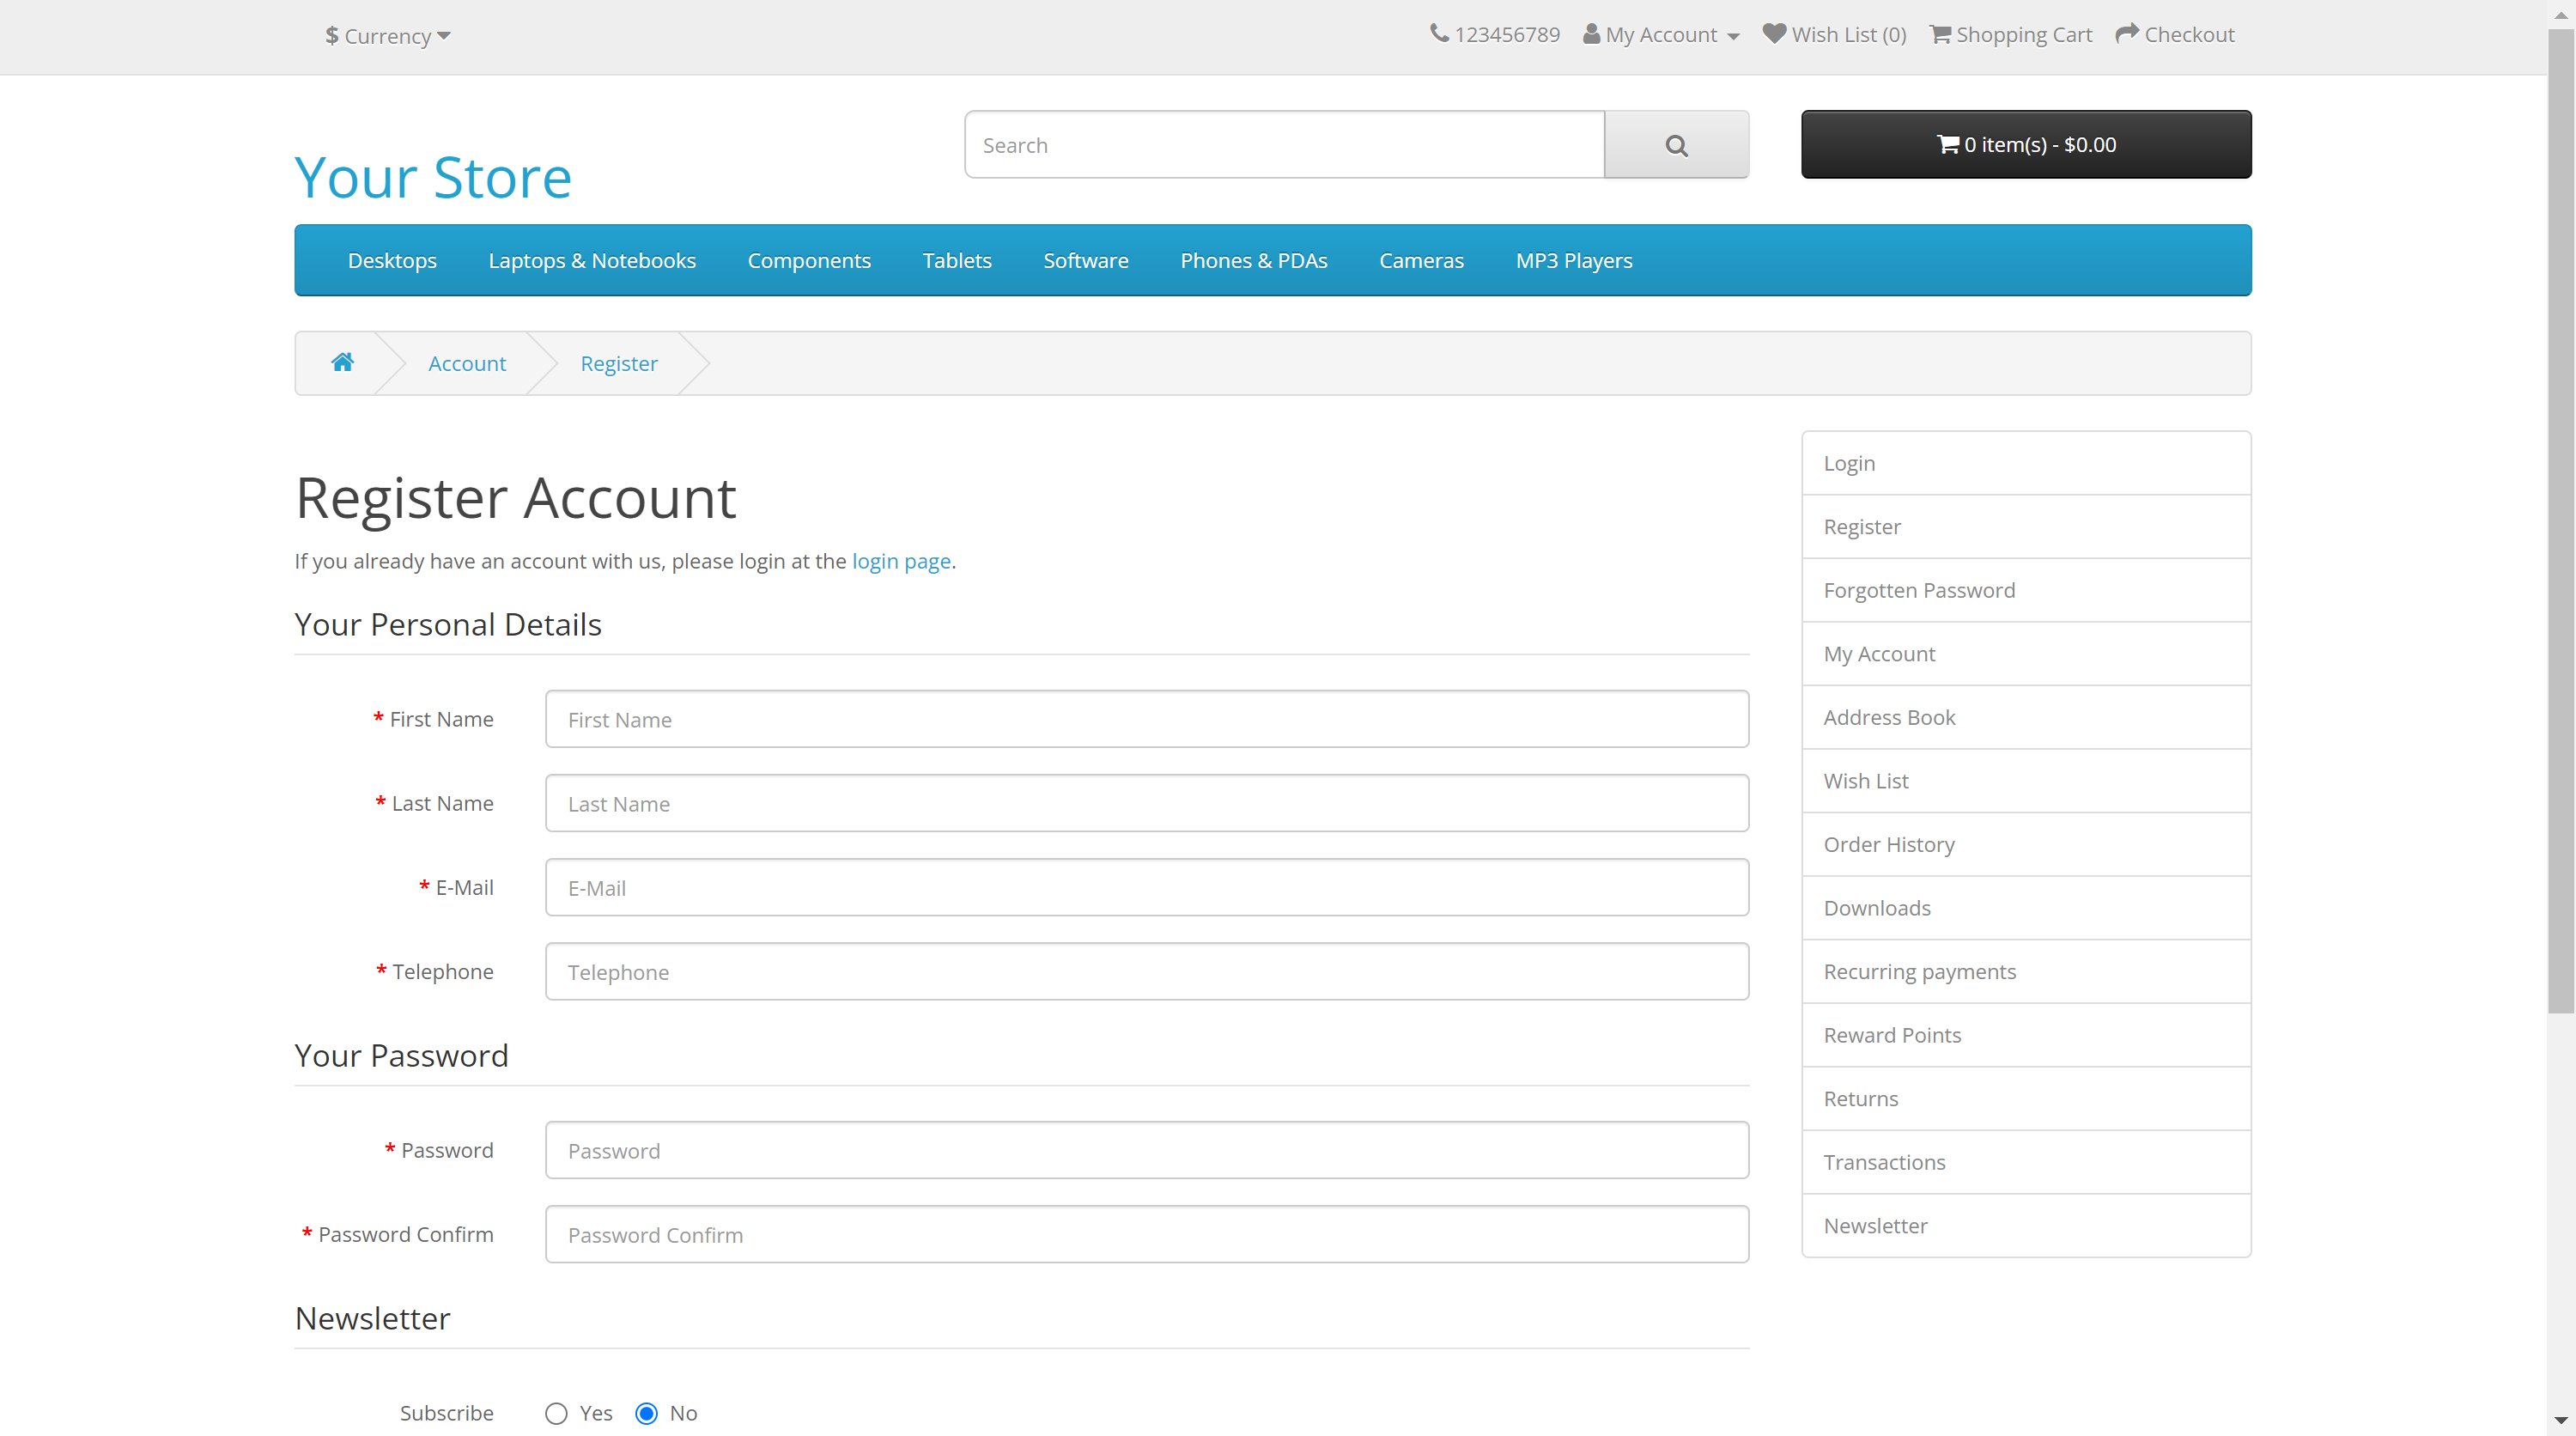 $ Currency
123456789 My Account Wish List (0) Shopping Cart Checkout
Your Store
Search
0 item(s) - $0.00
Desktops Laptops & Notebooks Components Tablets Software Phones & PDAs Cameras MP3 Players
Account Register
Register Account
If you already have an account with us, please login at the login page.
Your Personal Details
* First Name First Name
* Last Name Last Name
* E-Mail E-Mail
* Telephone Telephone
Your Password
* Password Password
* Password Confirm Password Confirm
Newsletter
Subscribe Yes No
Login
Register
Forgotten Password
My Account
Address Book
Wish List
Order History
Downloads
Recurring payments
Reward Points
Returns
Transactions
Newsletter